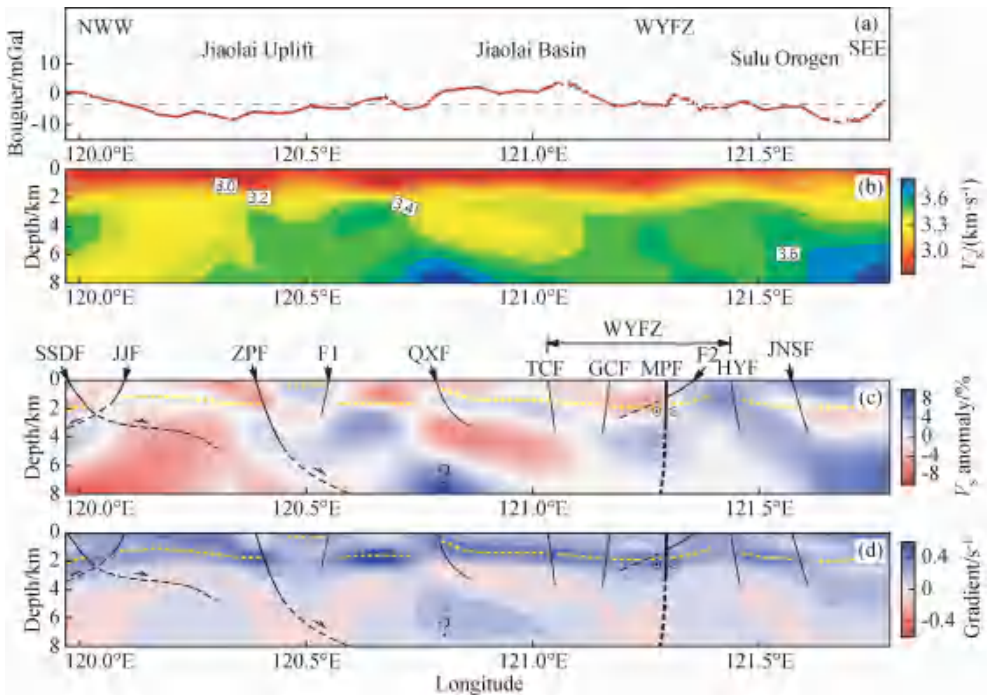 NWW
WYFZ
(a)
Jiaolai Uplift
Jiaolai Basin
Sulu Orogen
SEE
Bouguer/mGal
10
0
-10
120.0°E
120.5°E
121.0°E
121.5°E
Depth/km
0
2
4
6
8
3.0
3.2
3.4
3.6
(b)
3.6
3.3
3.0
120.0°E
120.5°E
121.0°E
121.5°E
WYFZ
SSDF
JJF
ZPF
F1
QXF
TCF
GCF
MPF
F2
HYF
JNSF
Depth/km
0
2
4
6
8
?
(c)
8
4
0
-4
-8
Vs anomaly/%
120.0°E
120.5°E
121.0°E
121.5°E
Depth/km
0
2
4
6
8
?
(d)
0.4
0
-0.4
Gradient/s⁻¹
120.0°E
120.5°E
121.0°E
121.5°E
Longitude